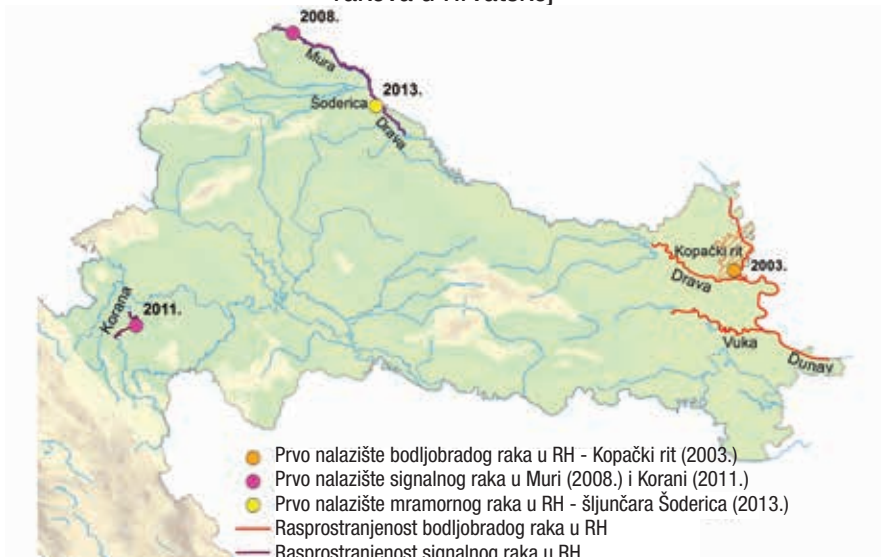 rakova u Hrvatskoj
2008.
Mura
2013.
Šoderica
Drava
Kopački rit
2003.
Drava
Korana
2011.
Vuka
Dunav
Prvo nalazište bodljobradog raka u RH - Kopački rit (2003.)
Prvo nalazište signalnog raka u Muri (2008.) i Korani (2011.)
Prvo nalazište mramornog raka u RH - šljunčara Šoderica (2013.)
Rasprostranjenost bodljobradog raka u RH
Rasprostranjenost signalnog raka u RH